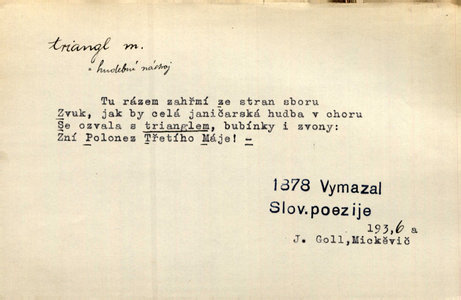 triangl m.
hudební nástroj
Tu rázem zahřmí ze stran sboru
Zvuk, jak by celá janičarská hudba v choru
Se ozvala s trianglem, bubínky i zvony:
Zní Polonez Třetího Máje! -
1878 Vymazal
Slov.poezije
193,6 a
J. Goll,Mickěvič